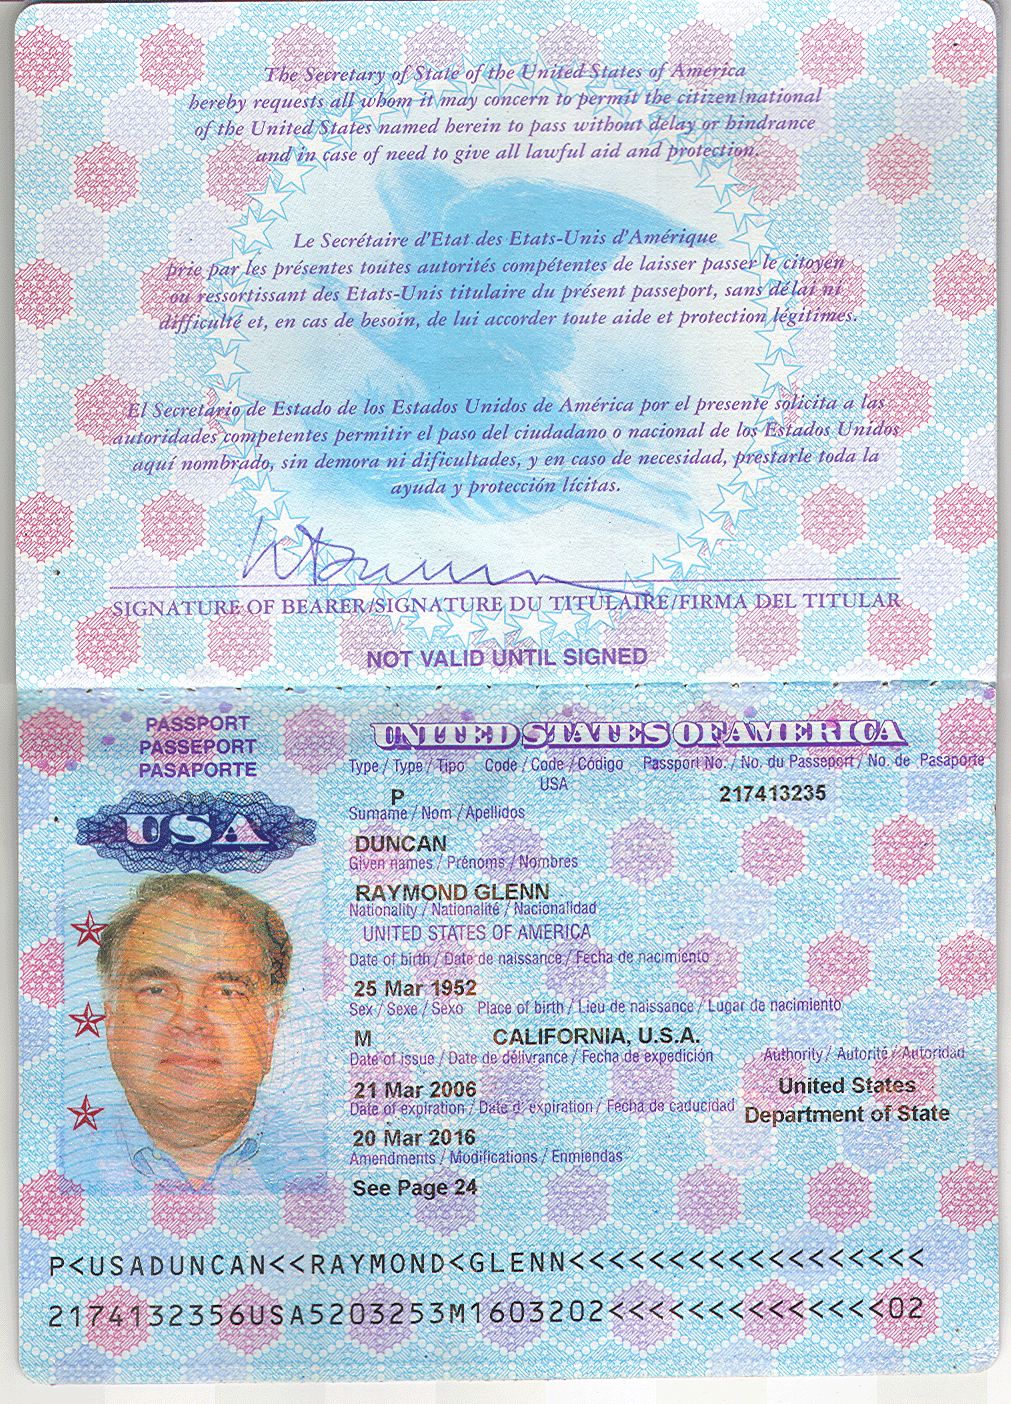 The Secretary of State of the United States of America
hereby requests all whom it may concern to permit the citizen/national
of the United States named herein to pass without delay or hindrance
and in case of need to give all lawful aid and protection.
Le Secrétaire d'Etat des Etats-Unis d'Amérique
prie par les présentes toutes autorités compétentes de laisser passer le citoyen
ou ressortissant des Etats-Unis titulaire du présent passeport, sans délai ni
difficulté et, en cas de besoin, de lui accorder toute aide et protection légitimes.
El Secretario de Estado de los Estados Unidos de América por el presente solicita a las
autoridades competentes permitir el paso del ciudadano o nacional de los Estados Unidos
aquí nombrado, sin demora ni dificultades, y en caso de necesidad, prestarle toda la
ayuda y protección lícitas.
SIGNATURE OF BEARER/SIGNATURE DU TITULAIRE/FIRMA DEL TITULAR
NOT VALID UNTIL SIGNED
PASSPORT
PASSEPORT
PASAPORTE
USA
UNITED STATES OF AMERICA
Type / Type / Tipo Code / Code / Código Passport No. / No. du Passeport / No. de Pasaporte
P USA 217413235
Surname / Nom / Apellidos
DUNCAN
Given names / Prénoms / Nombres
RAYMOND GLENN
Nationality / Nationalité / Nacionalidad
UNITED STATES OF AMERICA
Date of birth / Date de naissance / Fecha de nacimiento
25 Mar 1952
Sex / Sexe / Sexo Place of birth / Lieu de naissance / Lugar de nacimiento
M CALIFORNIA, U.S.A.
Date of issue / Date de délivrance / Fecha de expedición Authority / Autorité / Autoridad
21 Mar 2006 United States
Date of expiration / Date d' expiration / Fecha de caducidad Department of State
20 Mar 2016
Amendments / Modifications / Enmiendas
See Page 24
P<USADUNCAN<<RAYMOND<GLENN<<<<<<<<<<<<<<<<<<
2174132356USA5203253M1603202<<<<<<<<<<<<<<02